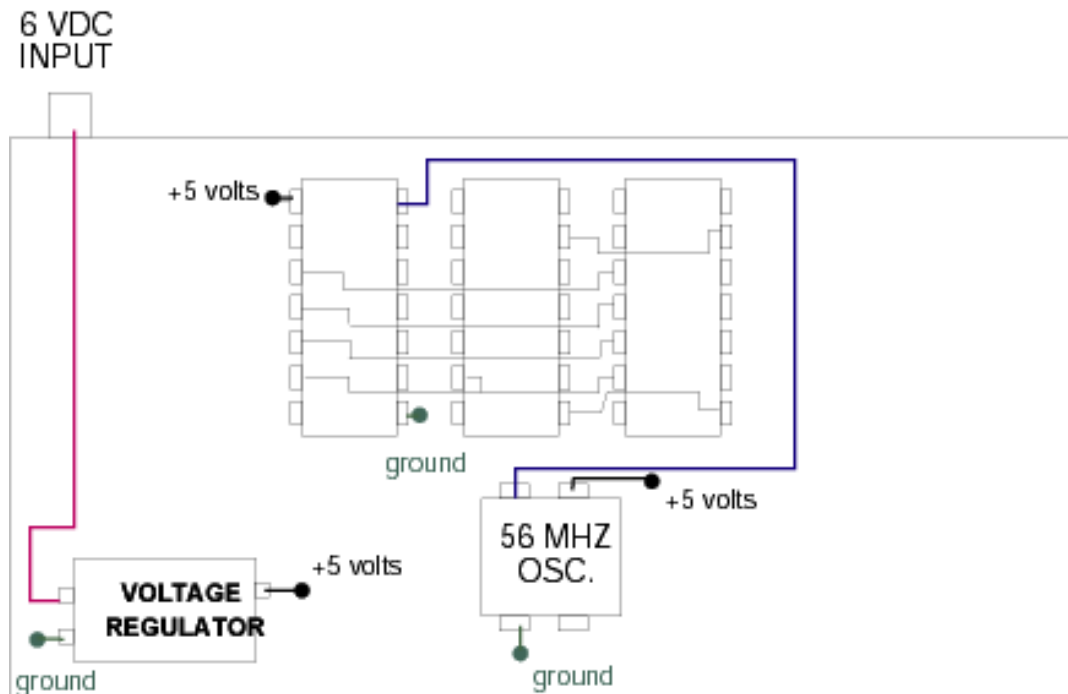 6 VDC
INPUT
+5 volts
ground
+5 volts
56 MHZ
OSC.
+5 volts
VOLTAGE
REGULATOR
ground
ground